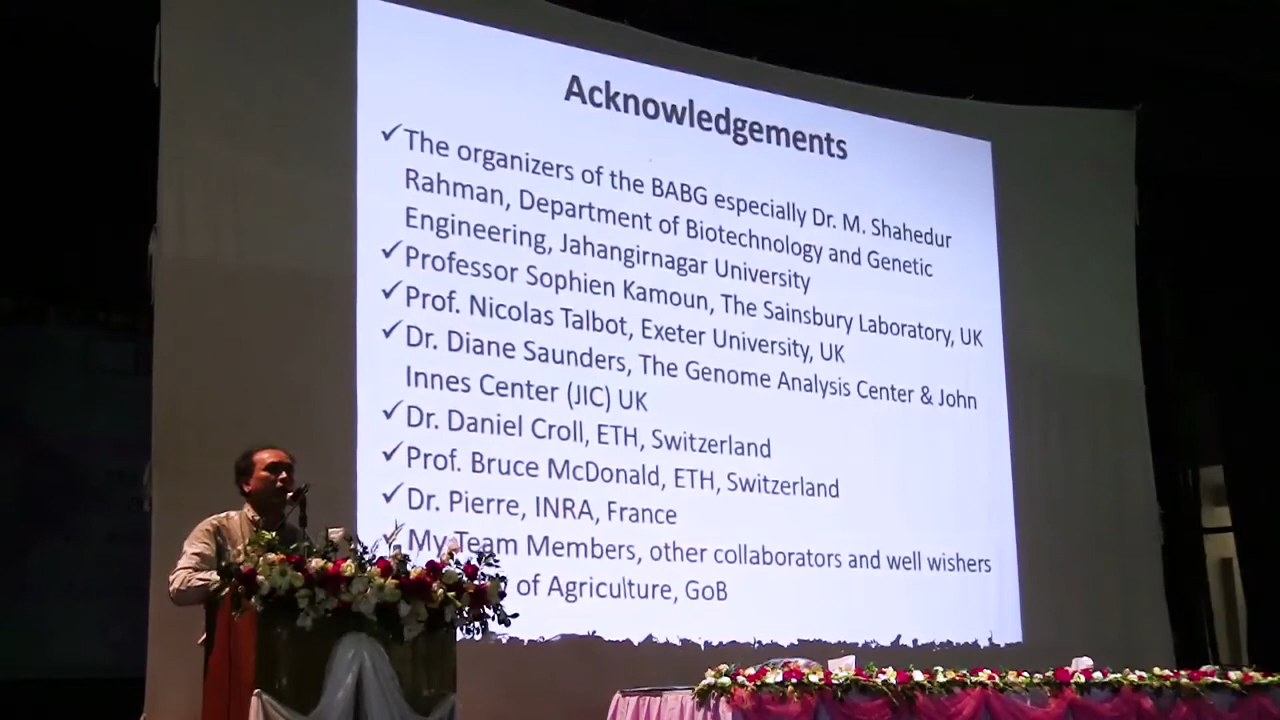 Acknowledgements
✓The organizers of the BABG especially Dr. M. Shahedur
Rahman, Department of Biotechnology and Genetic
Engineering, Jahangirnagar University
✓Professor Sophien Kamoun, The Sainsbury Laboratory, UK
✓Prof. Nicolas Talbot, Exeter University, UK
✓Dr. Diane Saunders, The Genome Analysis Center & John
Innes Center (JIC) UK
✓Dr. Daniel Croll, ETH, Switzerland
✓Prof. Bruce McDonald, ETH, Switzerland
✓Dr. Pierre, INRA, France
✓My Team Members, other collaborators and well wishers
of Agriculture, GoB